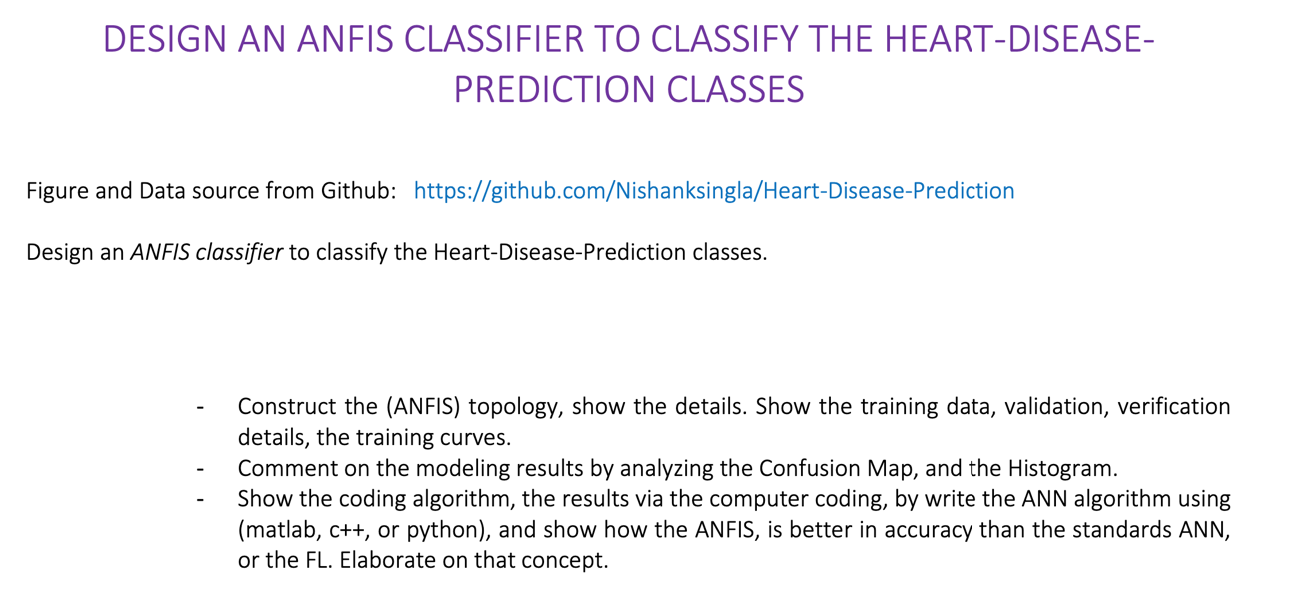 DESIGN AN ANFIS CLASSIFIER TO CLASSIFY THE HEART-DISEASE-
PREDICTION CLASSES
Figure and Data source from Github: https://github.com/Nishanksingla/Heart-Disease-Prediction
Design an ANFIS classifier to classify the Heart-Disease-Prediction classes.
- Construct the (ANFIS) topology, show the details. Show the training data, validation, verification
details, the training curves.
- Comment on the modeling results by analyzing the Confusion Map, and the Histogram.
- Show the coding algorithm, the results via the computer coding, by write the ANN algorithm using
(matlab, c++, or python), and show how the ANFIS, is better in accuracy than the standards ANN,
or the FL. Elaborate on that concept.